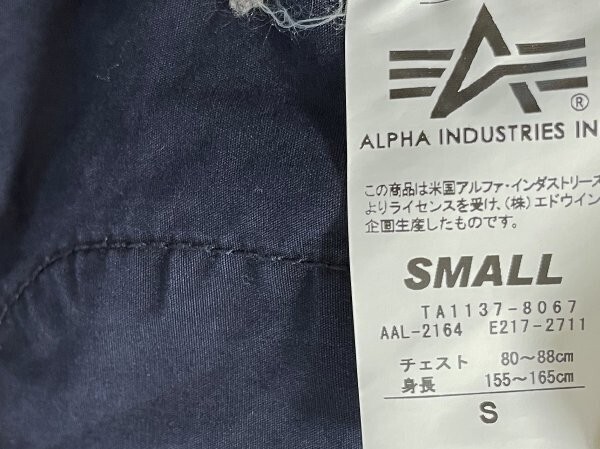 ®
ALPHA INDUSTRIES IN
この商品は米国アルファ・インダストリーズ
よりライセンスを受け、(株)エドウイン
企画生産したものです。
SMALL
TA1137-8067
AAL-2164 E217-2711
チェスト 80～88cm
身長 155～165cm
S